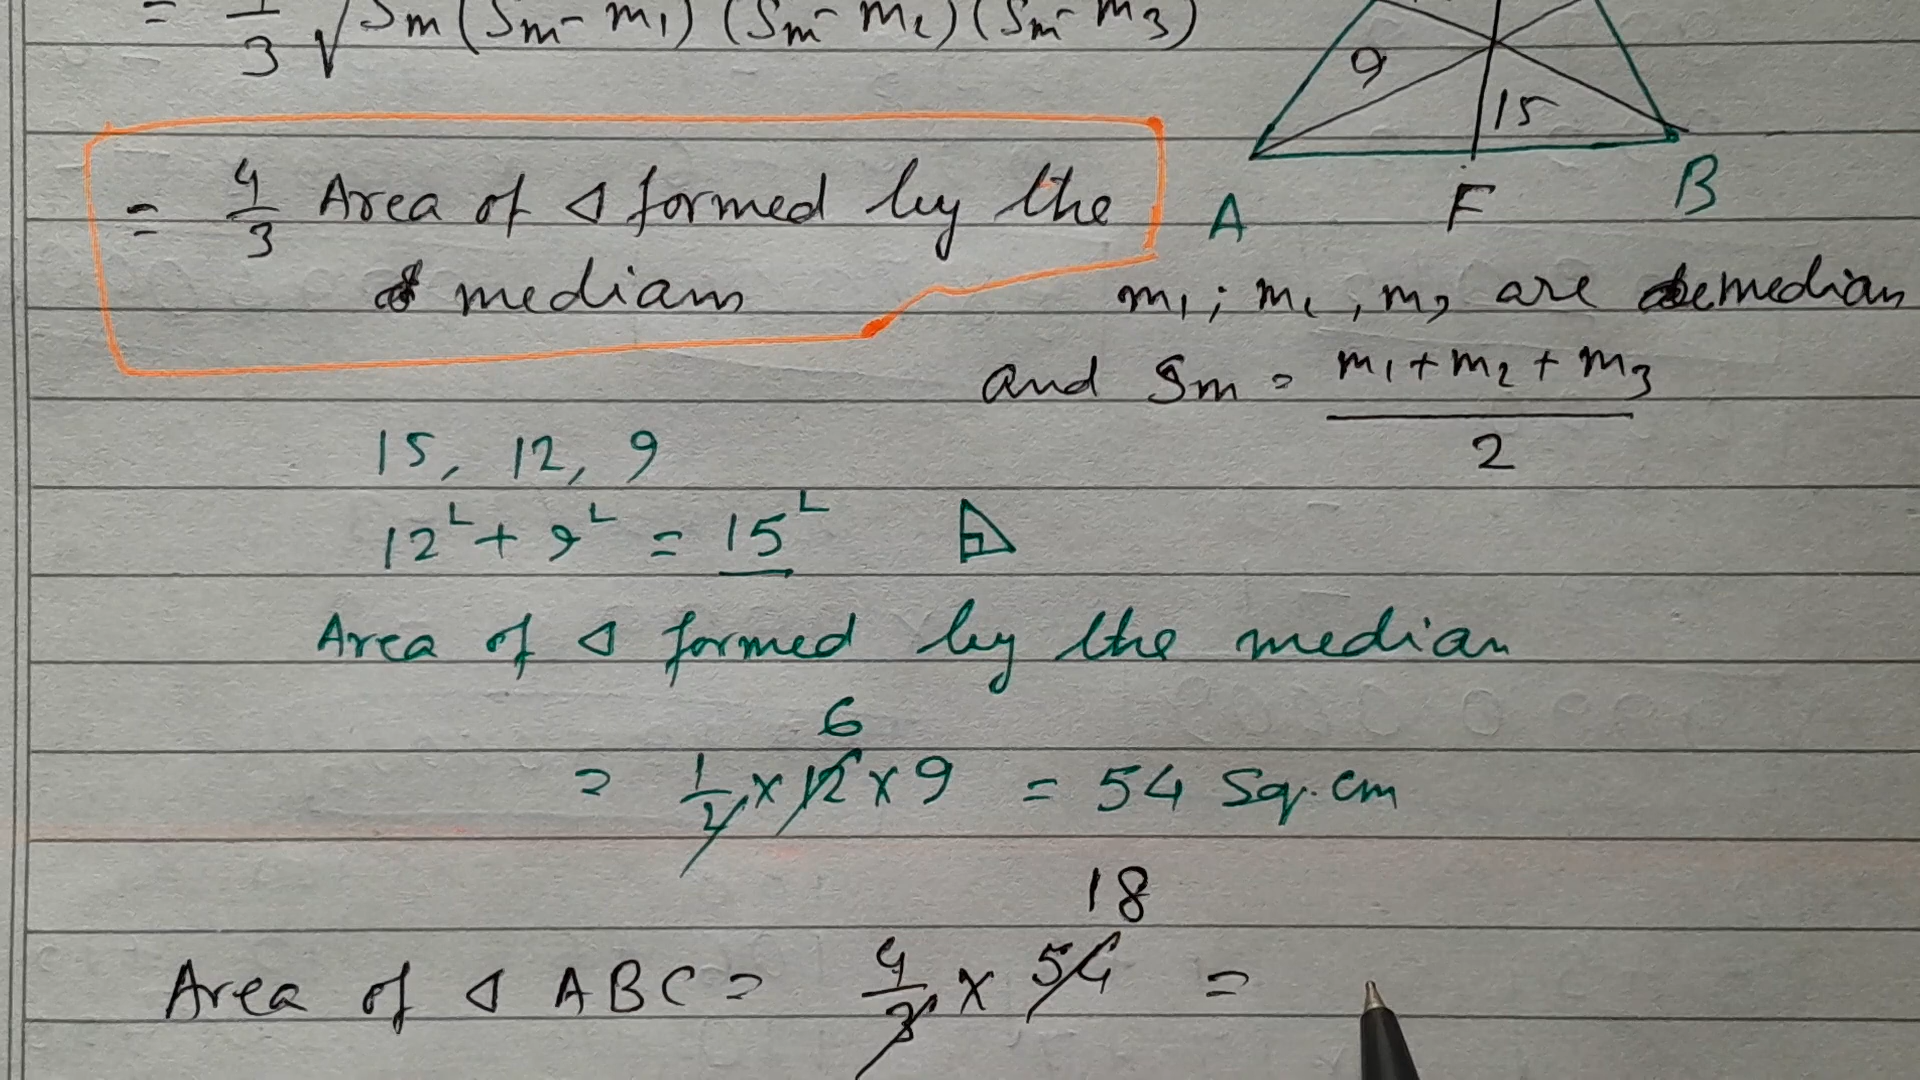 = 1/3 √Sm(Sm-m1)(Sm-m2)(Sm-m3)
9
15
A F B
= 4/3 Area of △ formed by the
medians
m1; m2, m3 are median
and Sm = (m1+m2+m3)/2
15, 12, 9
12² + 9² = 15²
Area of △ formed by the median
6
= 1/2 × 12 × 9 = 54 Sq. cm
18
Area of △ ABC = 4/3 × 54 =